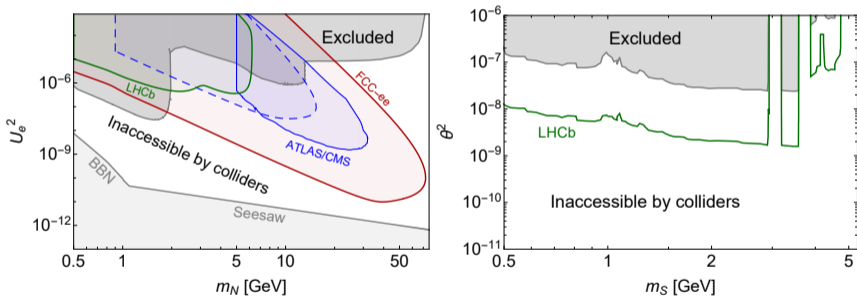 Excluded
LHCb
FCC-ee
ATLAS/CMS
Inaccessible by colliders
BBN
Seesaw
U_e^2
10^-6
10^-9
10^-12
0.5 1 5 10 50
m_N [GeV]
Excluded
LHCb
Inaccessible by colliders
θ^2
10^-6
10^-7
10^-8
10^-9
10^-10
10^-11
0.5 1 2 5
m_S [GeV]